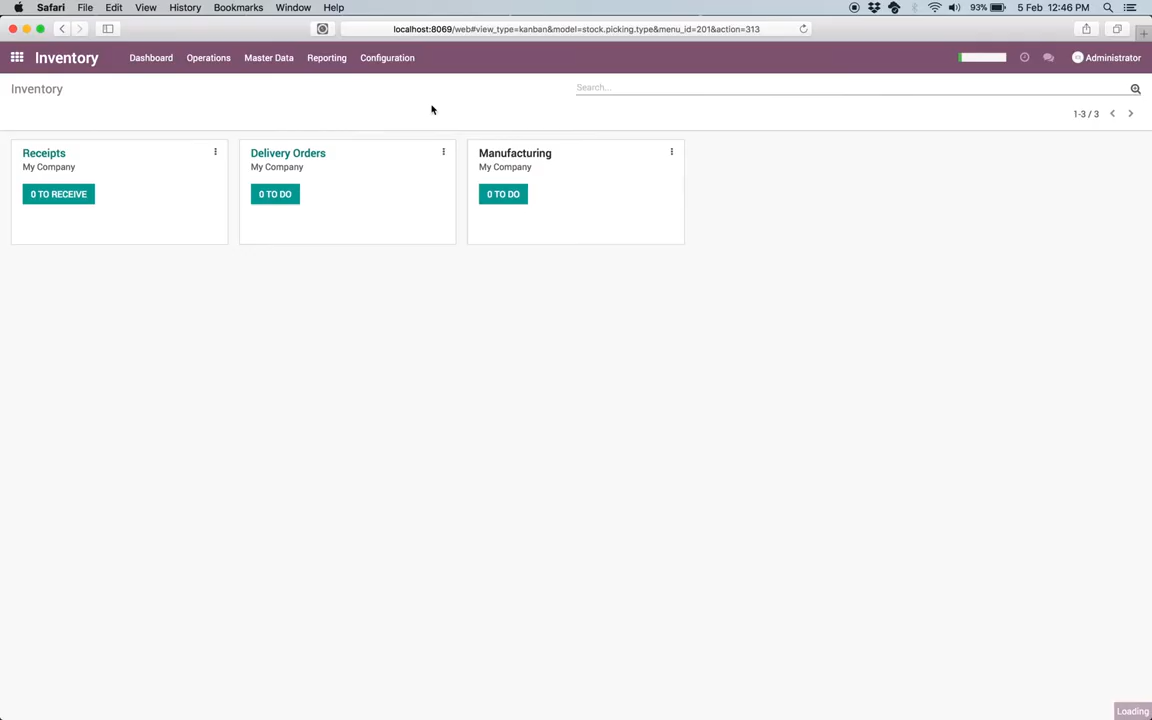 Safari File Edit View History Bookmarks Window Help 93% 5 Feb 12:46 PM
localhost:8069/web#view_type=kanban&model=stock.picking.type&menu_id=201&action=313
Inventory Dashboard Operations Master Data Reporting Configuration Administrator
Inventory Search...
1-3 / 3
Receipts Delivery Orders Manufacturing
My Company My Company My Company
0 TO RECEIVE 0 TO DO 0 TO DO
Loading